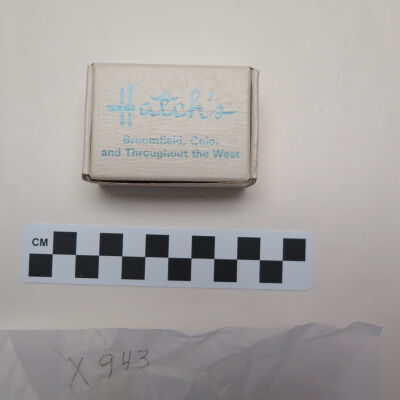 Hatch's
Broomfield, Colo.
and Throughout the West
CM
X943